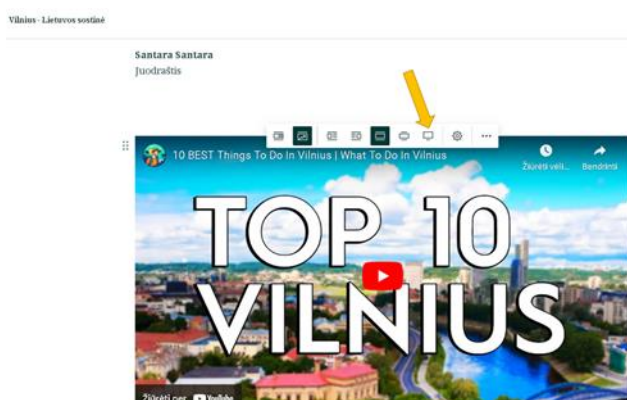 Vilnius - Lietuvos sostinė
Santara Santara
Juodraštis
10 BEST Things To Do In Vilnius | What To Do In Vilnius
Žiūrėti vėli...
Bendrinti
TOP 10
VILNIUS
Žiūrėti per YouTube